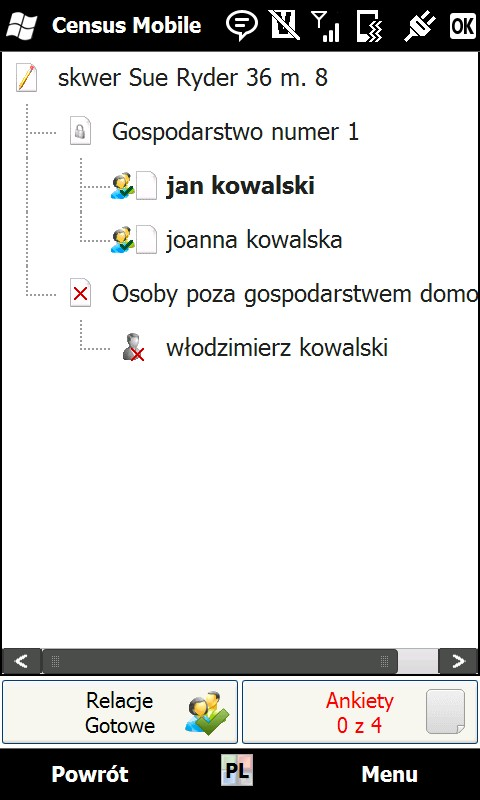 Census Mobile OK
skwer Sue Ryder 36 m. 8
Gospodarstwo numer 1
jan kowalski
joanna kowalska
Osoby poza gospodarstwem domo
włodzimierz kowalski
Relacje
Gotowe
Ankiety
0 z 4
Powrót PL Menu